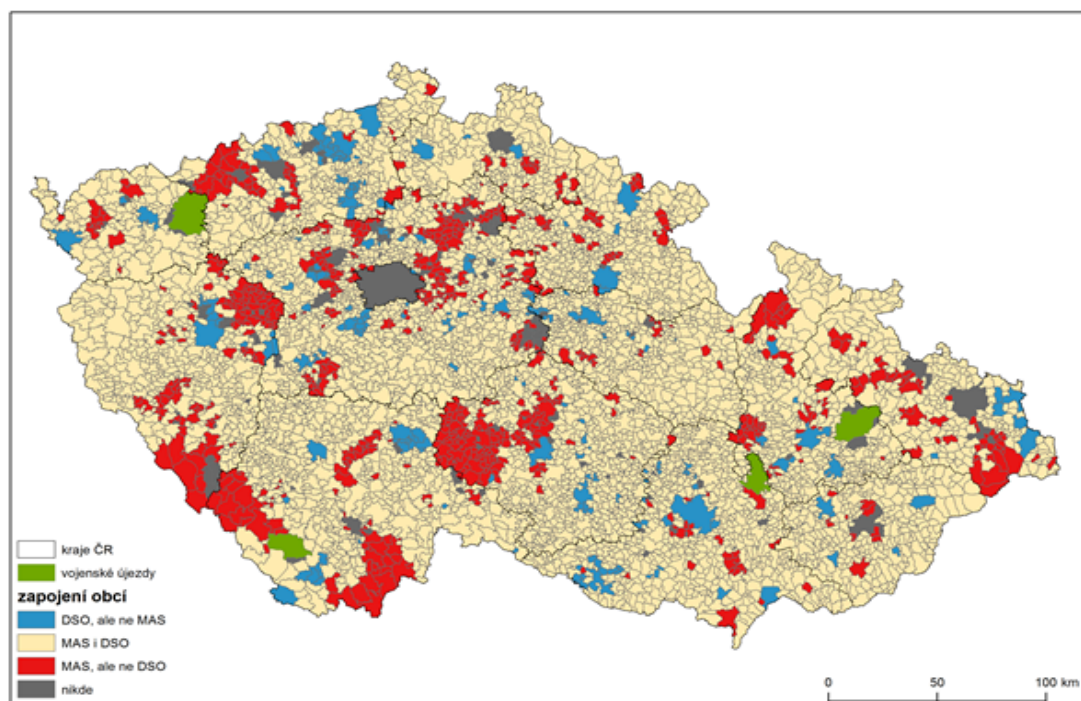 kraje ČR
vojenské újezdy
zapojení obcí
DSO, ale ne MAS
MAS i DSO
MAS, ale ne DSO
nikde
0 50 100 km